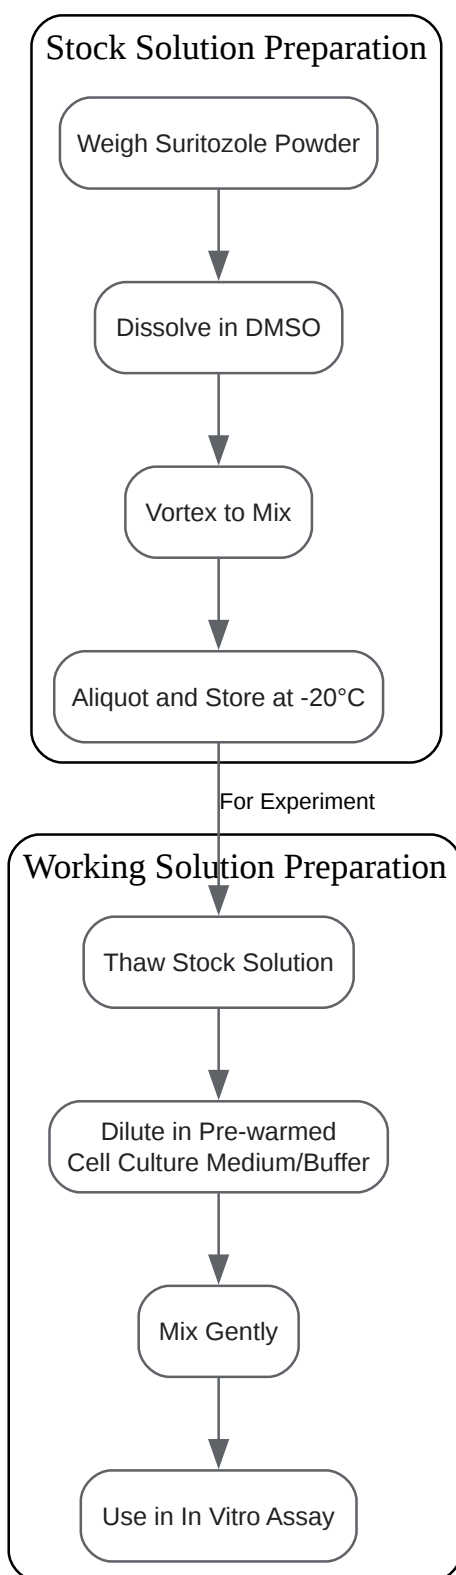 Stock Solution Preparation
Weigh Suritozole Powder
Dissolve in DMSO
Vortex to Mix
Aliquot and Store at -20°C
For Experiment
Working Solution Preparation
Thaw Stock Solution
Dilute in Pre-warmed
Cell Culture Medium/Buffer
Mix Gently
Use in In Vitro Assay